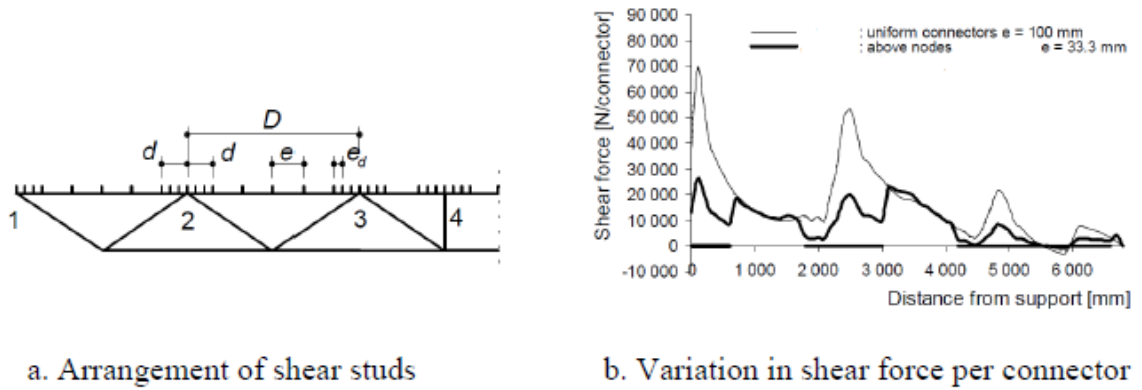 D
d
d
e
e_d
1
2
3
4
a. Arrangement of shear studs
90 000
80 000
70 000
60 000
50 000
40 000
30 000
20 000
10 000
0
-10 000
Shear force [N/connector]
: uniform connectors e = 100 mm
: above nodes e = 33.3 mm
0
1 000
2 000
3 000
4 000
5 000
6 000
Distance from support [mm]
b. Variation in shear force per connector